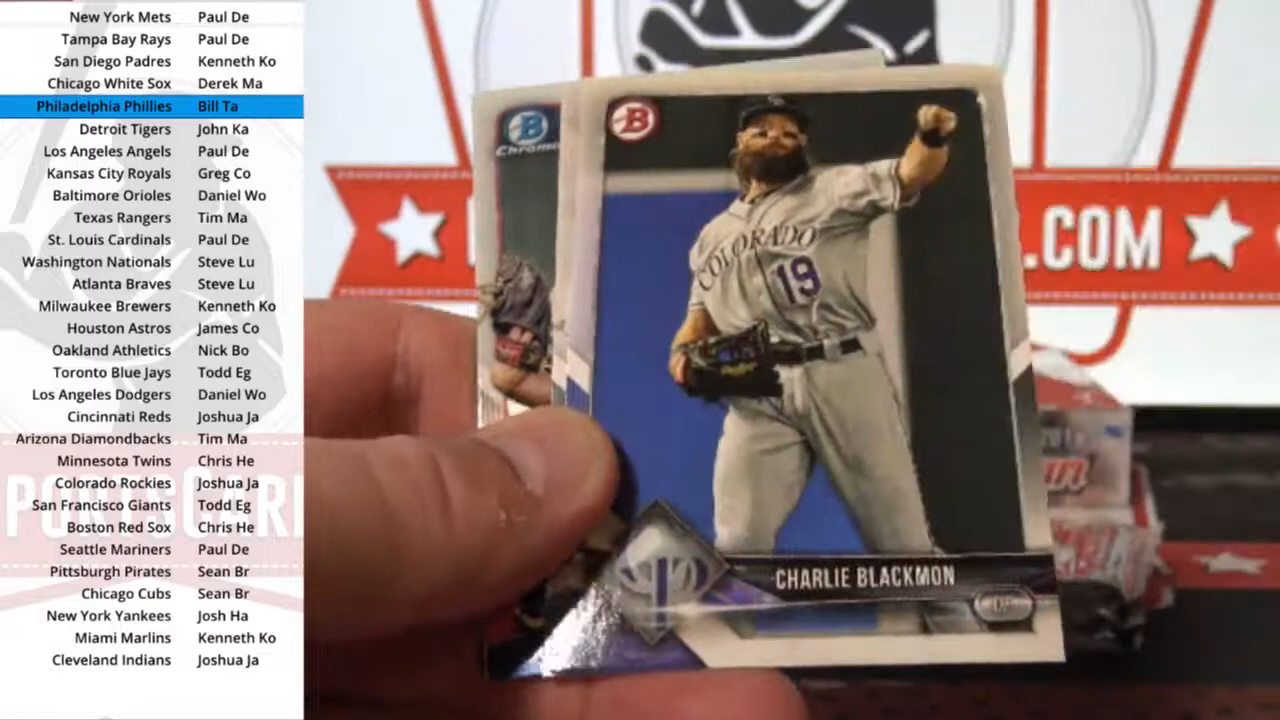 New York Mets Paul De
Tampa Bay Rays Paul De
San Diego Padres Kenneth Ko
Chicago White Sox Derek Ma
Philadelphia Phillies Bill Ta
Detroit Tigers John Ka
Los Angeles Angels Paul De
Kansas City Royals Greg Co
Baltimore Orioles Daniel Wo
Texas Rangers Tim Ma
St. Louis Cardinals Paul De
Washington Nationals Steve Lu
Atlanta Braves Steve Lu
Milwaukee Brewers Kenneth Ko
Houston Astros James Co
Oakland Athletics Nick Bo
Toronto Blue Jays Todd Eg
Los Angeles Dodgers Daniel Wo
Cincinnati Reds Joshua Ja
Arizona Diamondbacks Tim Ma
Minnesota Twins Chris He
Colorado Rockies Joshua Ja
San Francisco Giants Todd Eg
Boston Red Sox Chris He
Seattle Mariners Paul De
Pittsburgh Pirates Sean Br
Chicago Cubs Sean Br
New York Yankees Josh Ha
Miami Marlins Kenneth Ko
Cleveland Indians Joshua Ja
B
Chrome
B
COLORADO
19
CHARLIE BLACKMON
OF
.COM